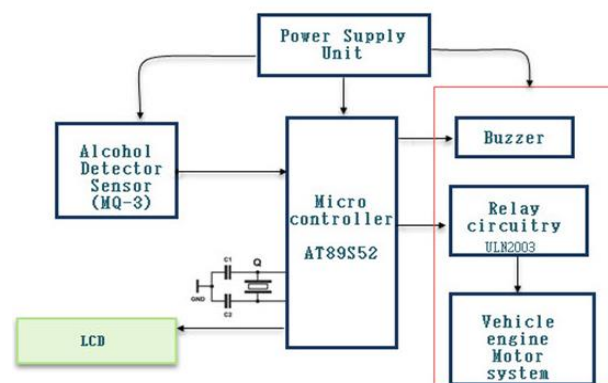 Power Supply
Unit
Alcohol
Detector
Sensor
(MQ-3)
Micro
controller
AT89S52
Buzzer
Relay
circuitry
ULN2003
C1
Q
GND
C2
LCD
Vehicle
engine
Motor
system